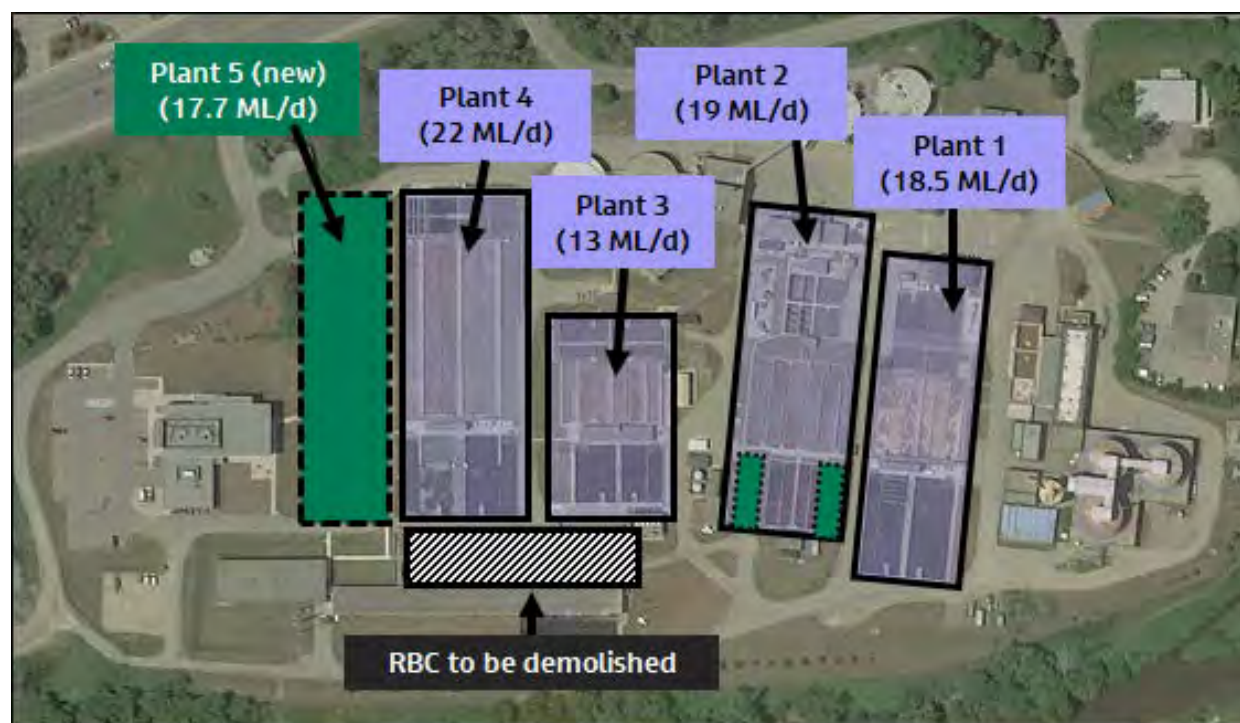 Plant 5 (new)
(17.7 ML/d)
Plant 4
(22 ML/d)
Plant 2
(19 ML/d)
Plant 1
(18.5 ML/d)
Plant 3
(13 ML/d)
RBC to be demolished